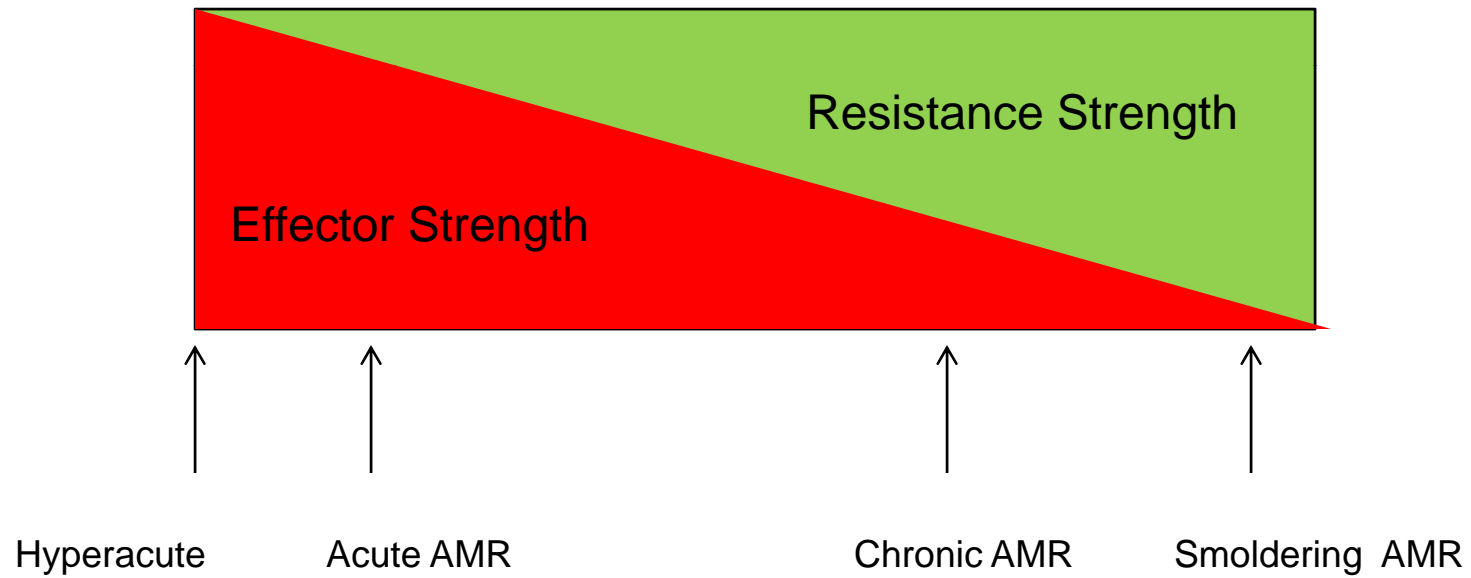 Resistance Strength
Effector Strength
Hyperacute Acute AMR Chronic AMR Smoldering AMR